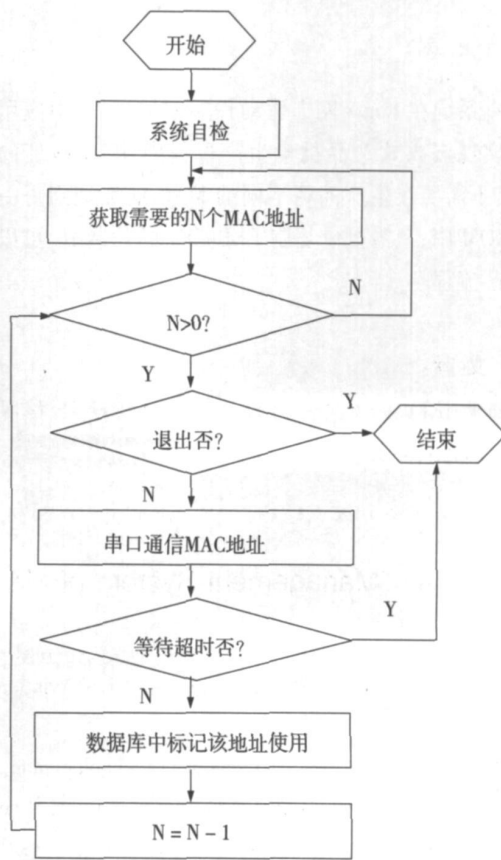 开始
系统自检
获取需要的N个MAC地址
N>0?
N
Y
退出否?
Y
结束
N
串口通信MAC地址
等待超时否?
Y
N
数据库中标记该地址使用
N = N - 1